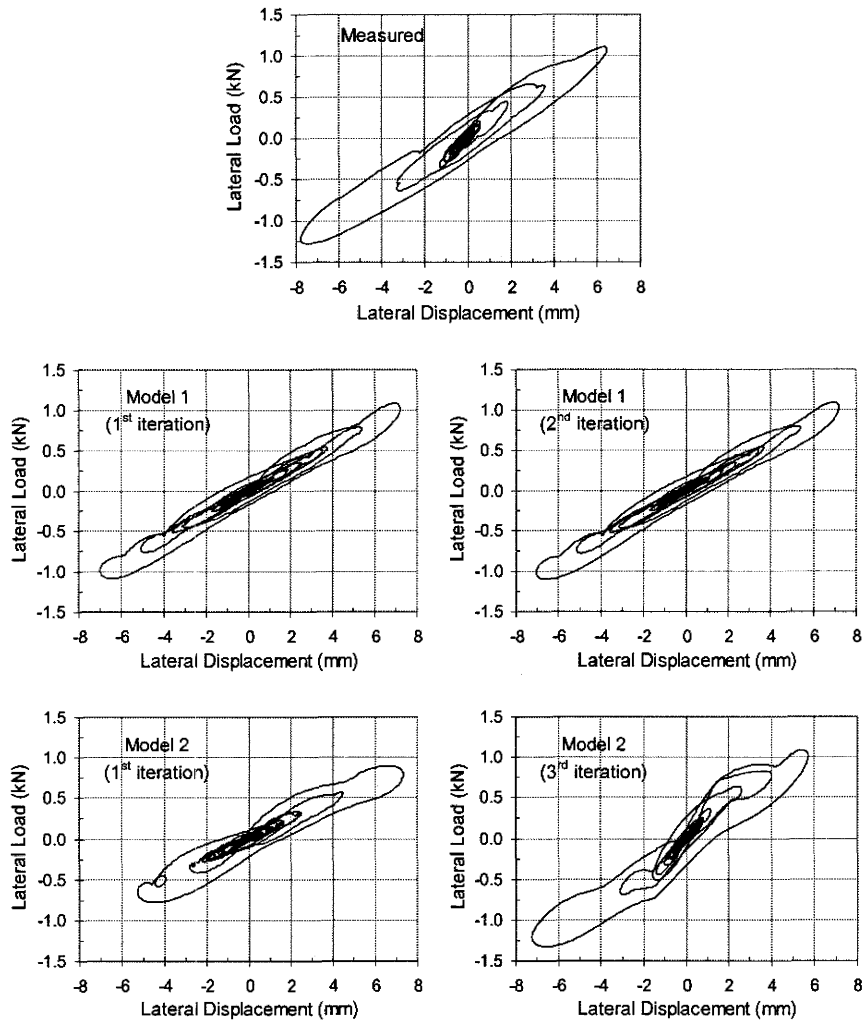 Measured
Lateral Load (kN)
1.5
1.0
0.5
0.0
-0.5
-1.0
-1.5
-8 -6 -4 -2 0 2 4 6 8
Lateral Displacement (mm)
Model 1
(1st iteration)
Lateral Load (kN)
1.5
1.0
0.5
0.0
-0.5
-1.0
-1.5
-8 -6 -4 -2 0 2 4 6 8
Lateral Displacement (mm)
Model 1
(2nd iteration)
Lateral Load (kN)
1.5
1.0
0.5
0.0
-0.5
-1.0
-1.5
-8 -6 -4 -2 0 2 4 6 8
Lateral Displacement (mm)
Model 2
(1st iteration)
Lateral Load (kN)
1.5
1.0
0.5
0.0
-0.5
-1.0
-1.5
-8 -6 -4 -2 0 2 4 6 8
Lateral Displacement (mm)
Model 2
(3rd iteration)
Lateral Load (kN)
1.5
1.0
0.5
0.0
-0.5
-1.0
-1.5
-8 -6 -4 -2 0 2 4 6 8
Lateral Displacement (mm)